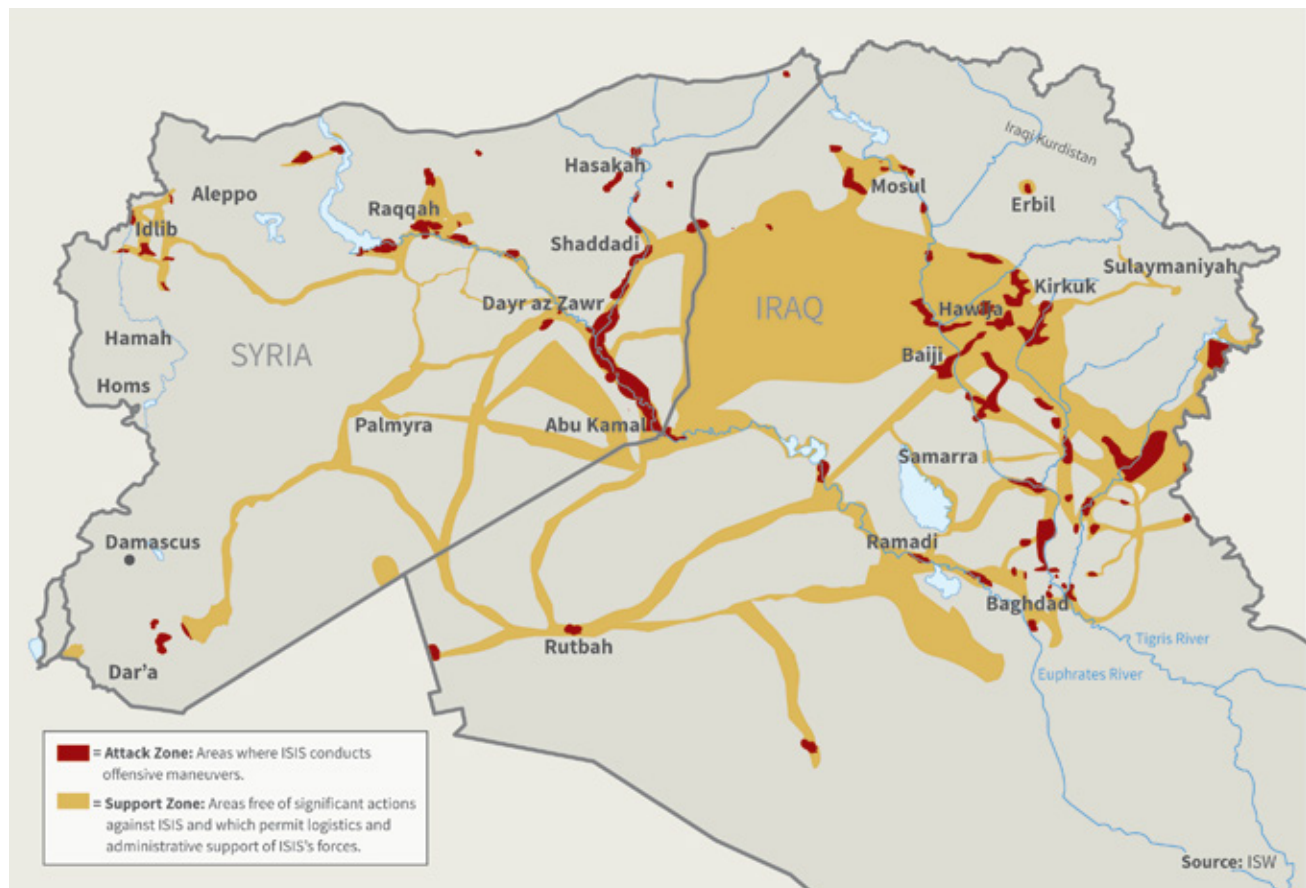 Iraqi Kurdistan
Hasakah
Mosul
Aleppo
Erbil
Raqqah
Idlib
Shaddadi
Sulaymaniyah
Kirkuk
Dayr az Zawr
IRAQ
Hawija
Hamah
SYRIA
Baiji
Homs
Palmyra
Abu Kamal
Samarra
Damascus
Ramadi
Baghdad
Tigris River
Rutbah
Dar'a
Euphrates River
= Attack Zone: Areas where ISIS conducts
offensive maneuvers.
= Support Zone: Areas free of significant actions
against ISIS and which permit logistics and
administrative support of ISIS's forces.
Source: ISW